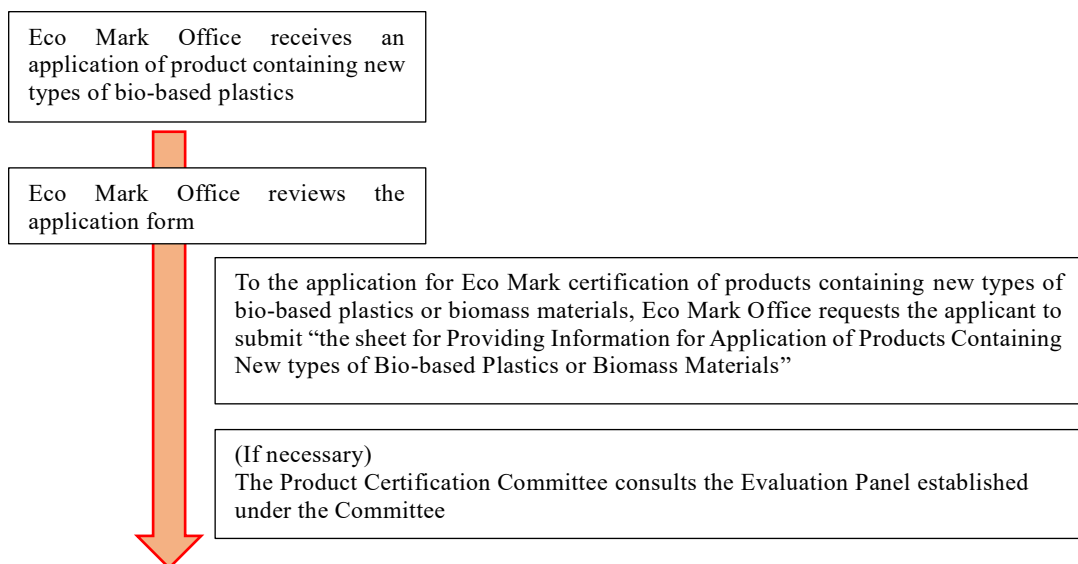 Eco Mark Office receives an
application of product containing new
types of bio-based plastics
Eco Mark Office reviews the
application form
To the application for Eco Mark certification of products containing new types of
bio-based plastics or biomass materials, Eco Mark Office requests the applicant to
submit “the sheet for Providing Information for Application of Products Containing
New types of Bio-based Plastics or Biomass Materials”
(If necessary)
The Product Certification Committee consults the Evaluation Panel established
under the Committee